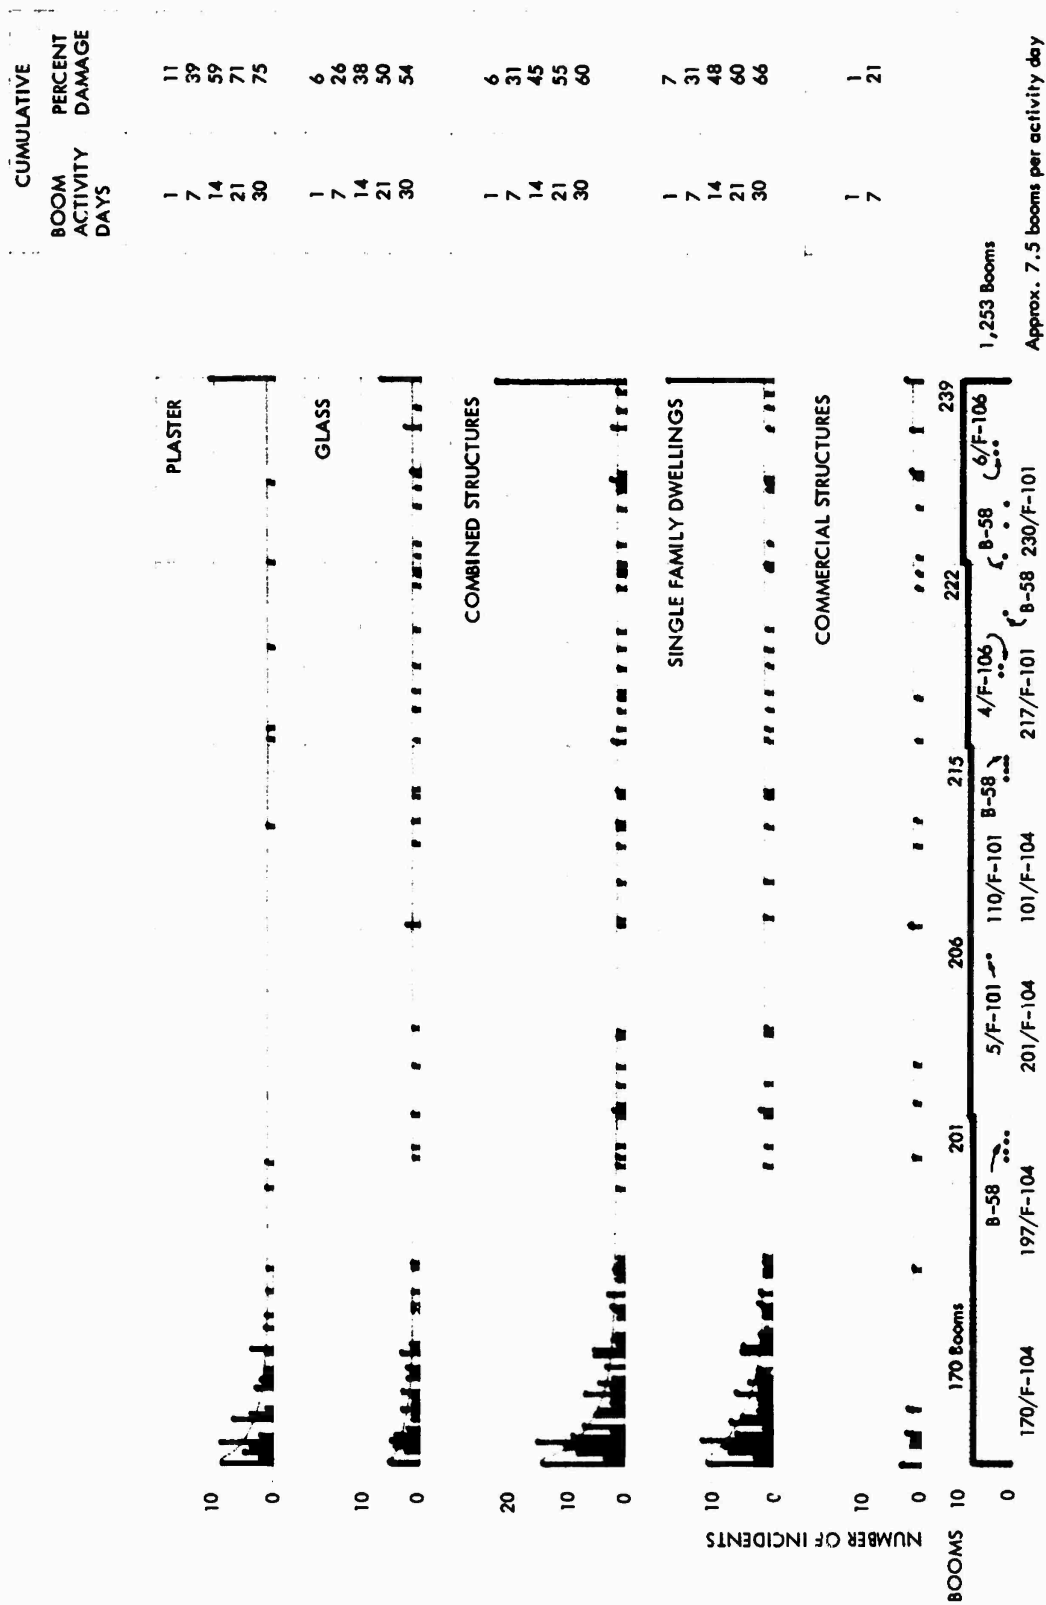 CUMULATIVE
BOOM ACTIVITY DAYS
PERCENT DAMAGE
PLASTER
10
0
1 11
7 39
14 59
21 71
30 75
GLASS
10
0
1 6
7 26
14 38
21 50
30 54
COMBINED STRUCTURES
20
10
0
1 6
7 31
14 45
21 55
30 60
SINGLE FAMILY DWELLINGS
10
0
1 7
7 31
14 48
21 60
30 66
COMMERCIAL STRUCTURES
10
0
1 1
7 21
NUMBER OF INCIDENTS
170 Booms 201 206 215 222 239
BOOMS 10
0
B-58 5/F-101 110/F-101 B-58 4/F-106 B-58 6/F-106 1,253 Booms
170/F-104 197/F-104 201/F-104 101/F-104 217/F-101 B-58 230/F-101 Approx. 7.5 booms per activity day